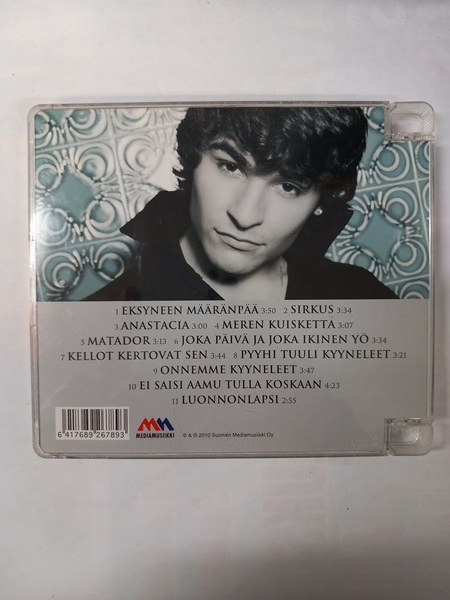 1 EKSYNEEN MÄÄRÄNPÄÄ 3:50 2 SIRKUS 3:34
3 ANASTACIA 3:00 4 MEREN KUISKETTA 3:07
5 MATADOR 3:13 6 JOKA PÄIVÄ JA JOKA IKINEN YÖ 3:34
7 KELLOT KERTOVAT SEN 3:44 8 PYYHI TUULI KYYNELEET 3:21
9 ONNEMME KYYNELEET 3:47
10 EI SAISI AAMU TULLA KOSKAAN 4:23
11 LUONNONLAPSI 2:55
6 417689 267893
MM
MEDIAMUSIIKKI
© & ℗ 2010 Suomen Mediamusiikki Oy